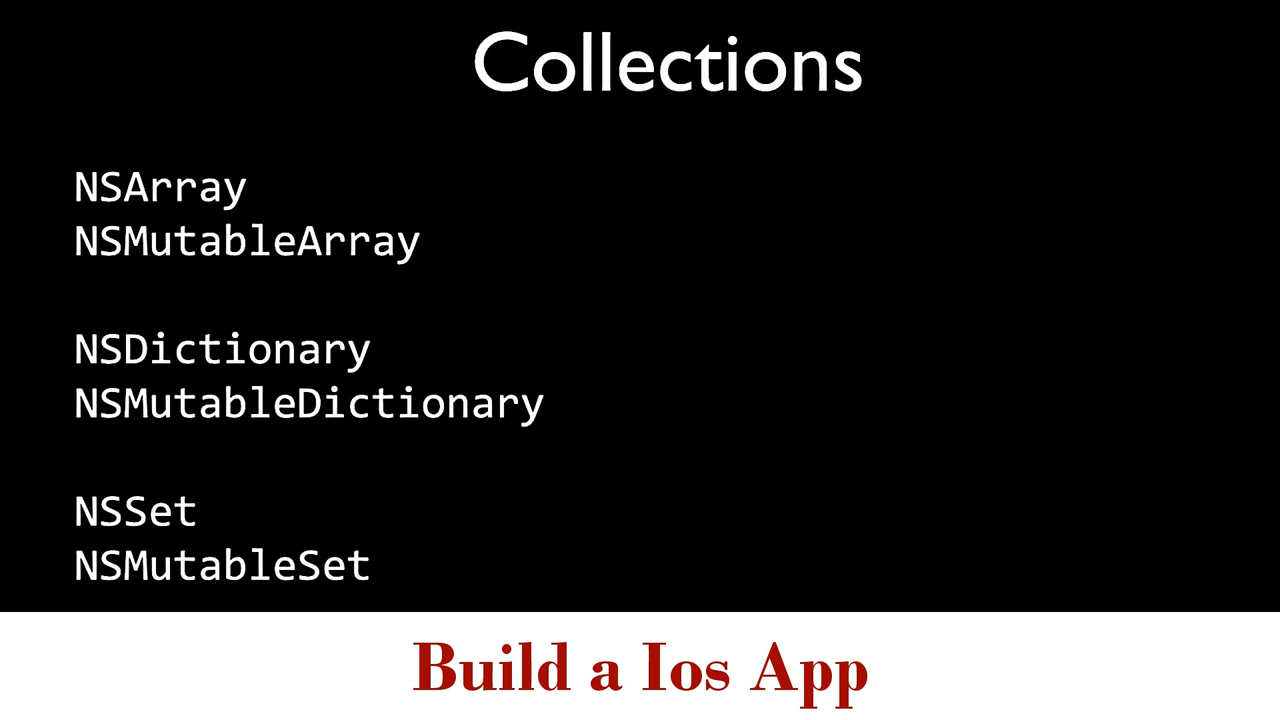 Collections
NSArray
NSMutableArray
NSDictionary
NSMutableDictionary
NSSet
NSMutableSet
Build a Ios App